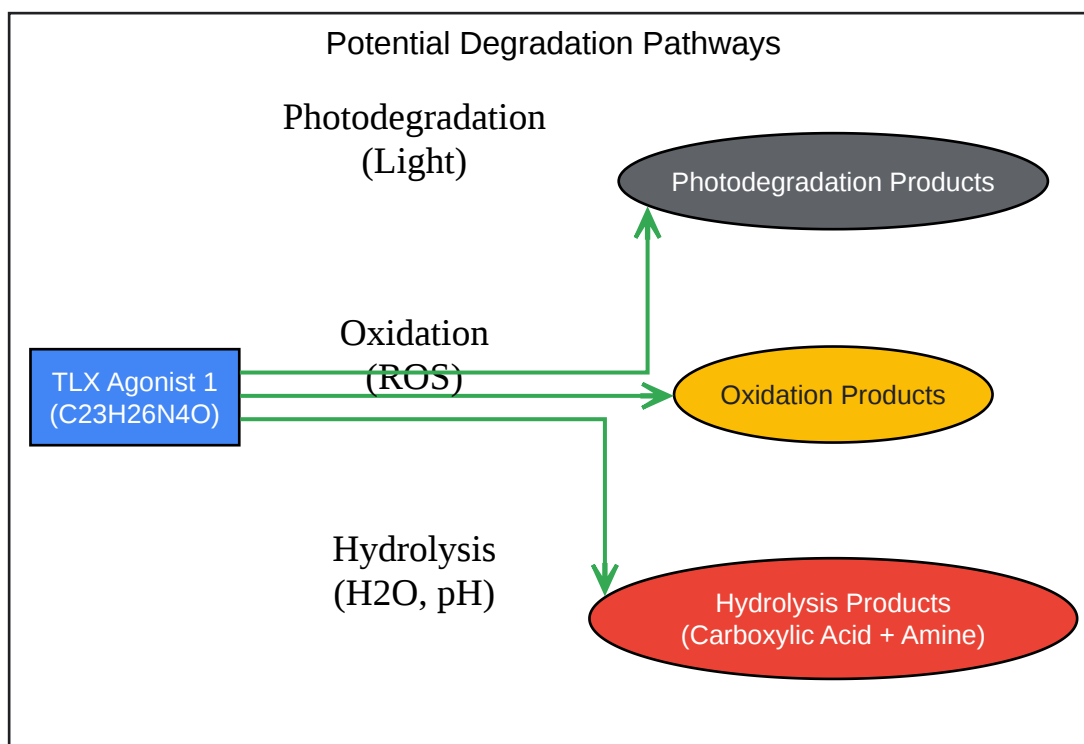 Potential Degradation Pathways
Photodegradation
(Light)
Photodegradation Products
Oxidation
(ROS)
TLX Agonist 1
(C23H26N4O)
Oxidation Products
Hydrolysis
(H2O, pH)
Hydrolysis Products
(Carboxylic Acid + Amine)